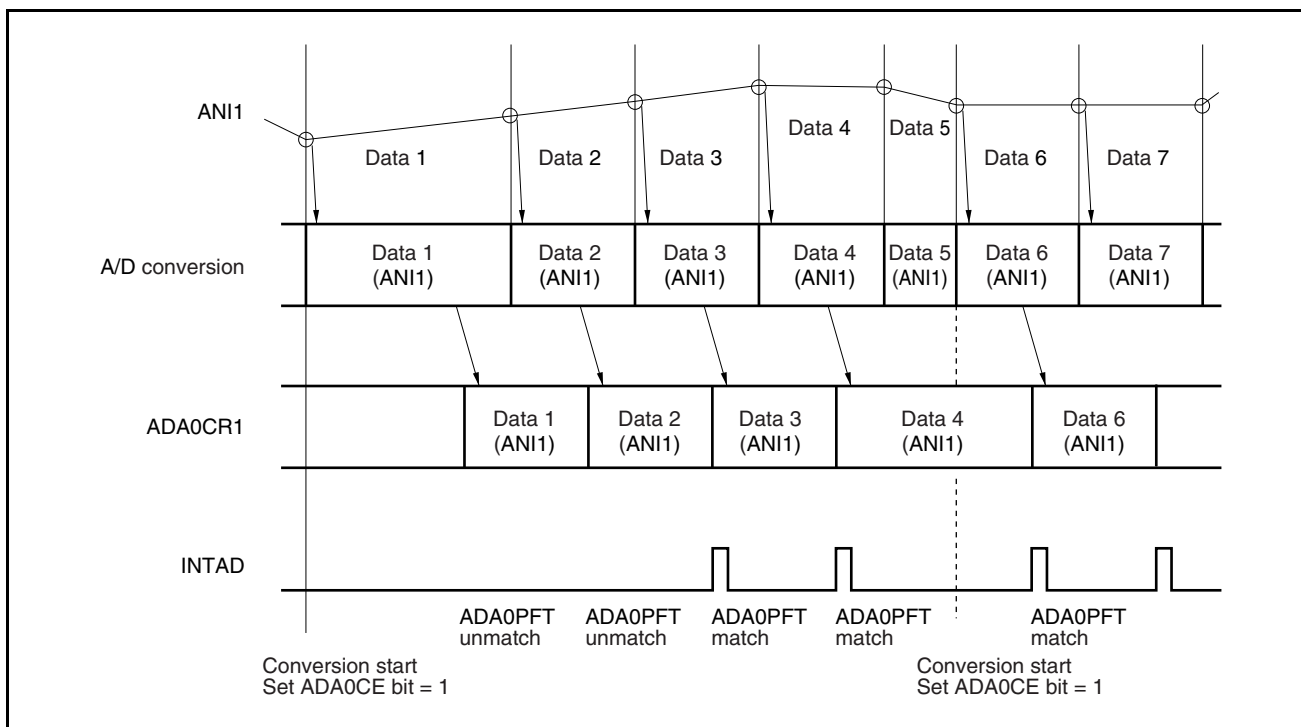 ANI1
Data 1
Data 2
Data 3
Data 4
Data 5
Data 6
Data 7
A/D conversion
Data 1
(ANI1)
Data 2
(ANI1)
Data 3
(ANI1)
Data 4
(ANI1)
Data 5
(ANI1)
Data 6
(ANI1)
Data 7
(ANI1)
ADA0CR1
Data 1
(ANI1)
Data 2
(ANI1)
Data 3
(ANI1)
Data 4
(ANI1)
Data 6
(ANI1)
INTAD
ADA0PFT
unmatch
ADA0PFT
unmatch
ADA0PFT
match
ADA0PFT
match
ADA0PFT
match
Conversion start
Set ADA0CE bit = 1
Conversion start
Set ADA0CE bit = 1